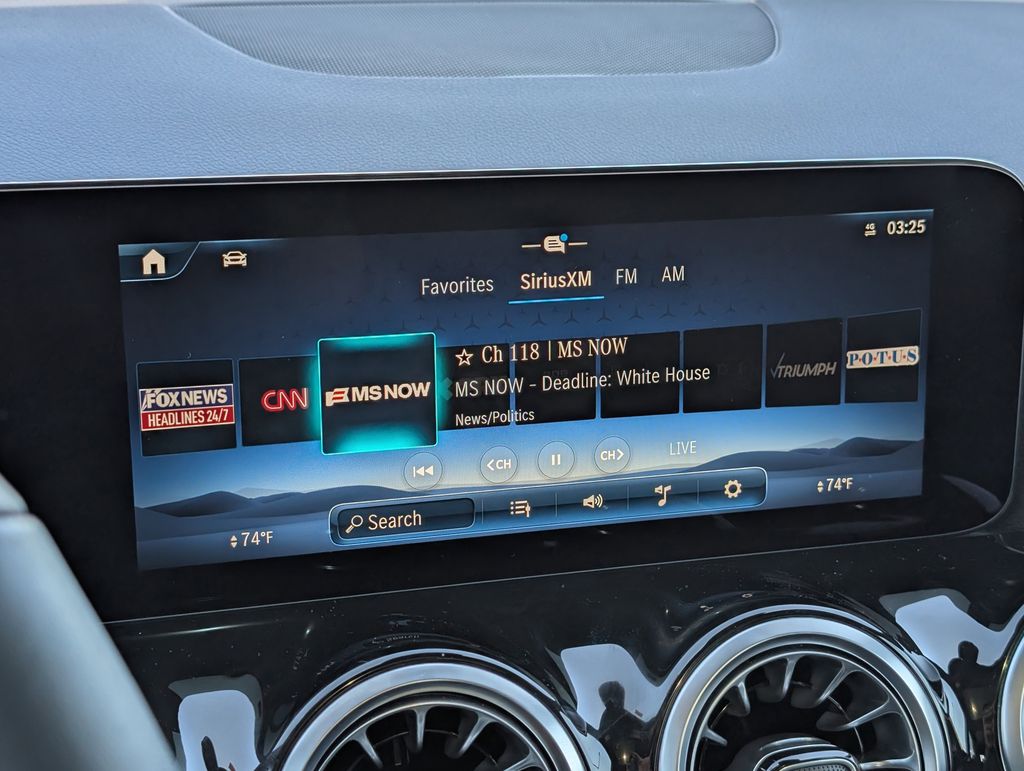 4G 03:25
Favorites SiriusXM FM AM
FOX NEWS
HEADLINES 24/7
CNN
MS NOW
Ch 118 | MS NOW
MS NOW - Deadline: White House
News/Politics
TRIUMPH
P·O·T·U·S
<CH
CH>
LIVE
Search
74°F
74°F